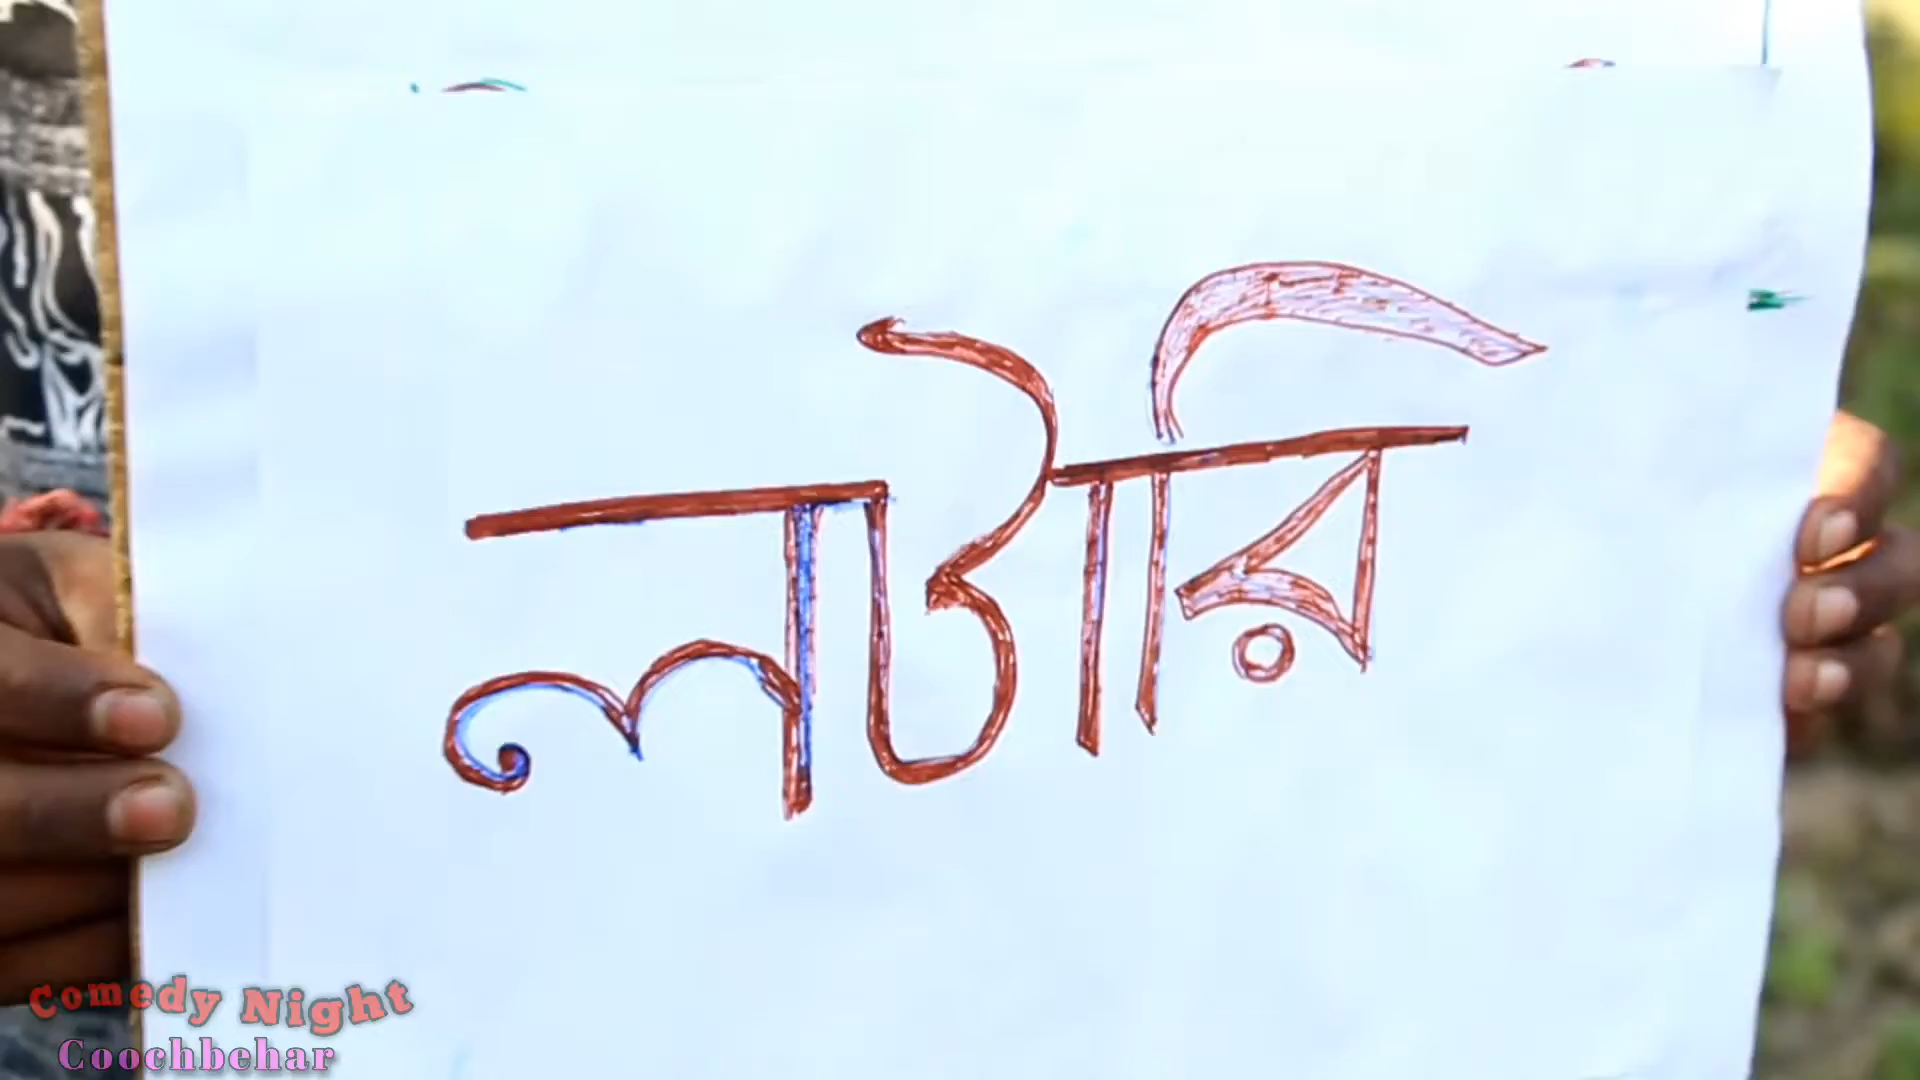 লটারি
Comedy Night
Coochbehar